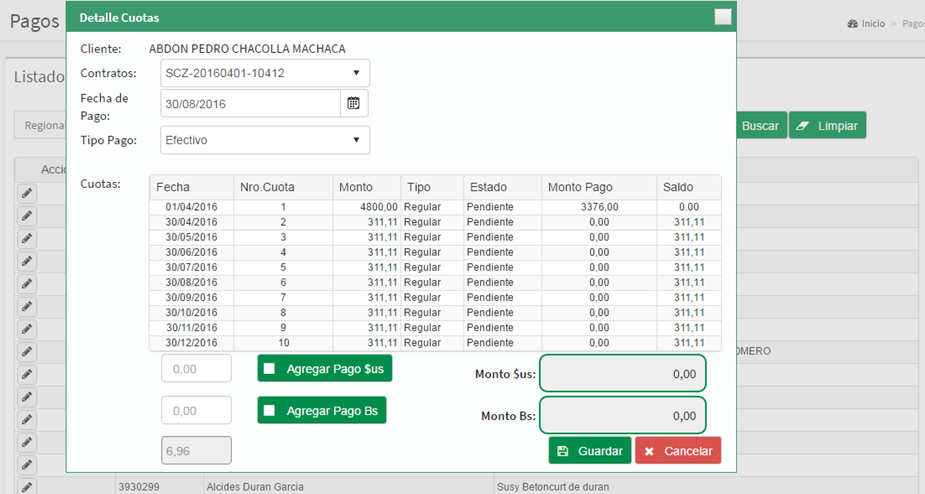 Pagos
Detalle Cuotas
Inicio > Pagos
Listado
Cliente: ABDON PEDRO CHACOLLA MACHACA
Contratos: SCZ-20160401-10412
Fecha de
Pago: 30/08/2016
Tipo Pago: Efectivo
Regional
Buscar Limpiar
Accio
Cuotas:
Fecha Nro.Cuota Monto Tipo Estado Monto Pago Saldo
01/04/2016 1 4800,00 Regular Pendiente 3376,00 0.00
30/04/2016 2 311,11 Regular Pendiente 0,00 311,11
30/05/2016 3 311,11 Regular Pendiente 0,00 311,11
30/06/2016 4 311,11 Regular Pendiente 0,00 311,11
30/07/2016 5 311,11 Regular Pendiente 0,00 311,11
30/08/2016 6 311,11 Regular Pendiente 0,00 311,11
30/09/2016 7 311,11 Regular Pendiente 0,00 311,11
30/10/2016 8 311,11 Regular Pendiente 0,00 311,11
30/11/2016 9 311,11 Regular Pendiente 0,00 311,11
30/12/2016 10 311,11 Regular Pendiente 0,00 311,11
OMERO
0,00 Agregar Pago $us Monto $us: 0,00
0,00 Agregar Pago Bs Monto Bs: 0,00
6,96 Guardar Cancelar
3930299 Alcides Duran Garcia Susy Betoncurt de duran